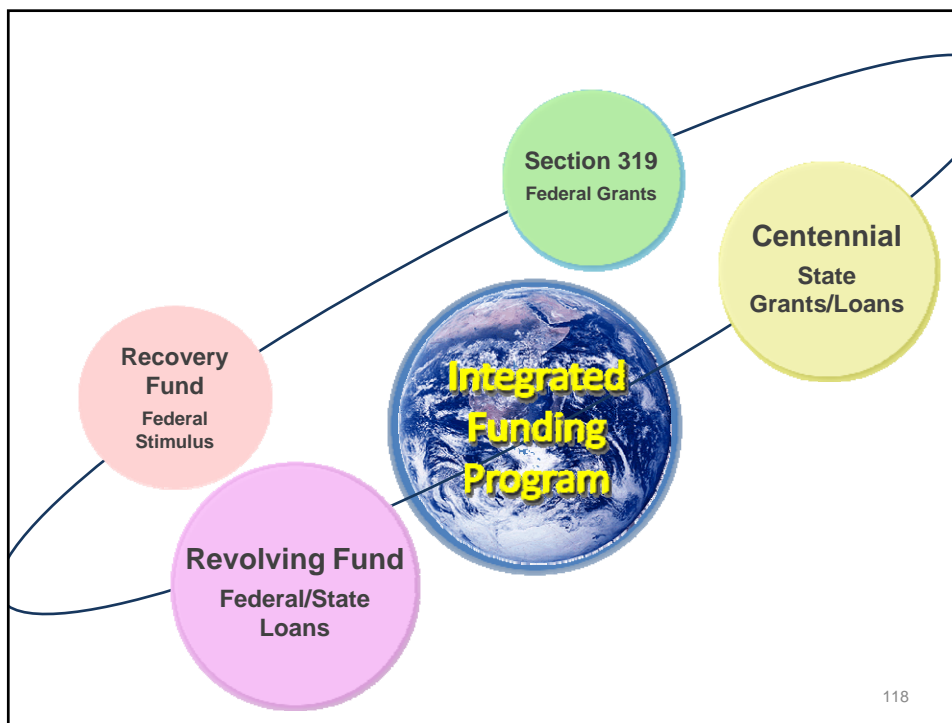 Section 319
Federal Grants
Centennial
State
Grants/Loans
Recovery
Fund
Federal
Stimulus
Integrated
Funding
Program
Revolving Fund
Federal/State
Loans
118